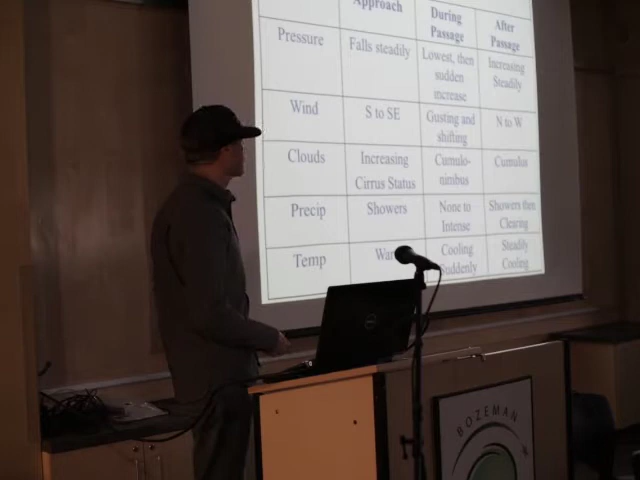 Approach
During
Passage
After
Passage
Pressure
Falls steadily
Lowest, then
sudden
increase
Increasing
Steadily
Wind
S to SE
Gusting and
shifting
N to W
Clouds
Increasing
Cirrus Status
Cumulo-
nimbus
Cumulus
Precip
Showers
None to
Intense
Showers then
Clearing
Temp
War
Cooling
Suddenly
Steadily
Cooling
DELL
BOZEMAN